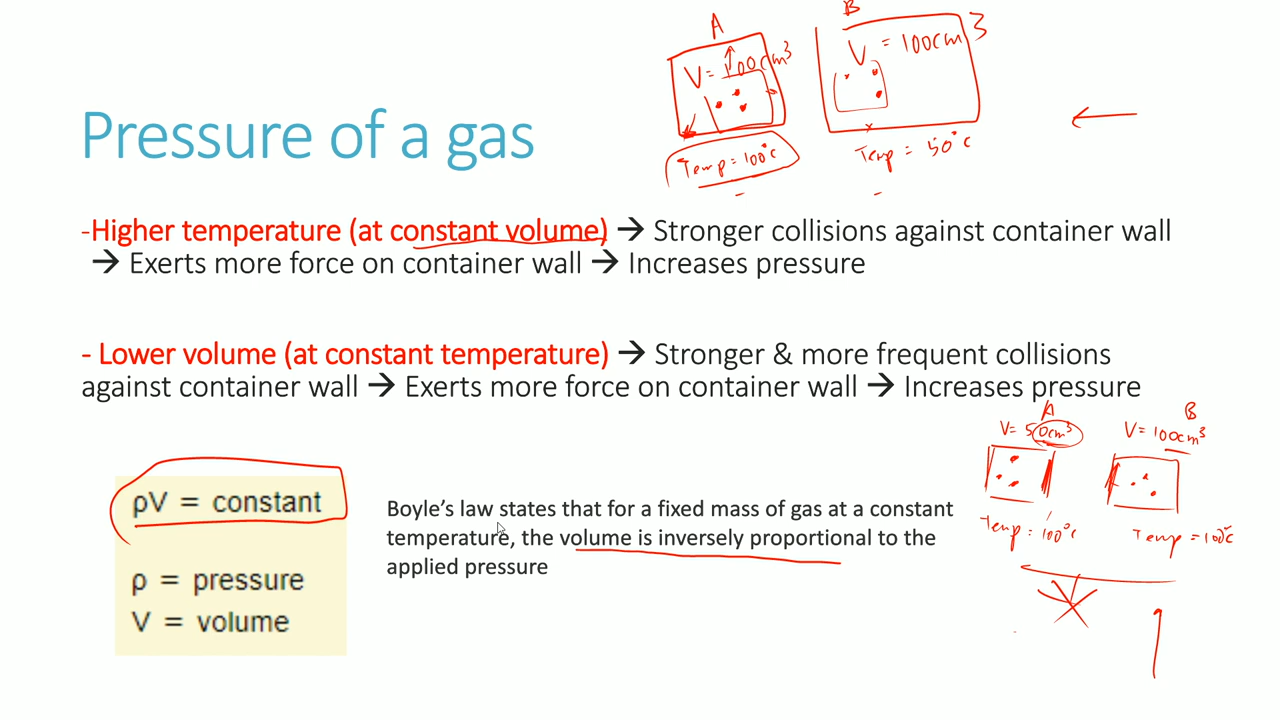 A
B
V = 100cm³
V = 100cm³
Temp = 100°c
Temp = 50°c
Pressure of a gas
-Higher temperature (at constant volume) → Stronger collisions against container wall
→ Exerts more force on container wall → Increases pressure
- Lower volume (at constant temperature) → Stronger & more frequent collisions
against container wall → Exerts more force on container wall → Increases pressure
A
B
V= 50cm³
V= 100cm³
Temp = 100°c
Temp = 100°c
ρV = constant
ρ = pressure
V = volume
Boyle's law states that for a fixed mass of gas at a constant
temperature, the volume is inversely proportional to the
applied pressure